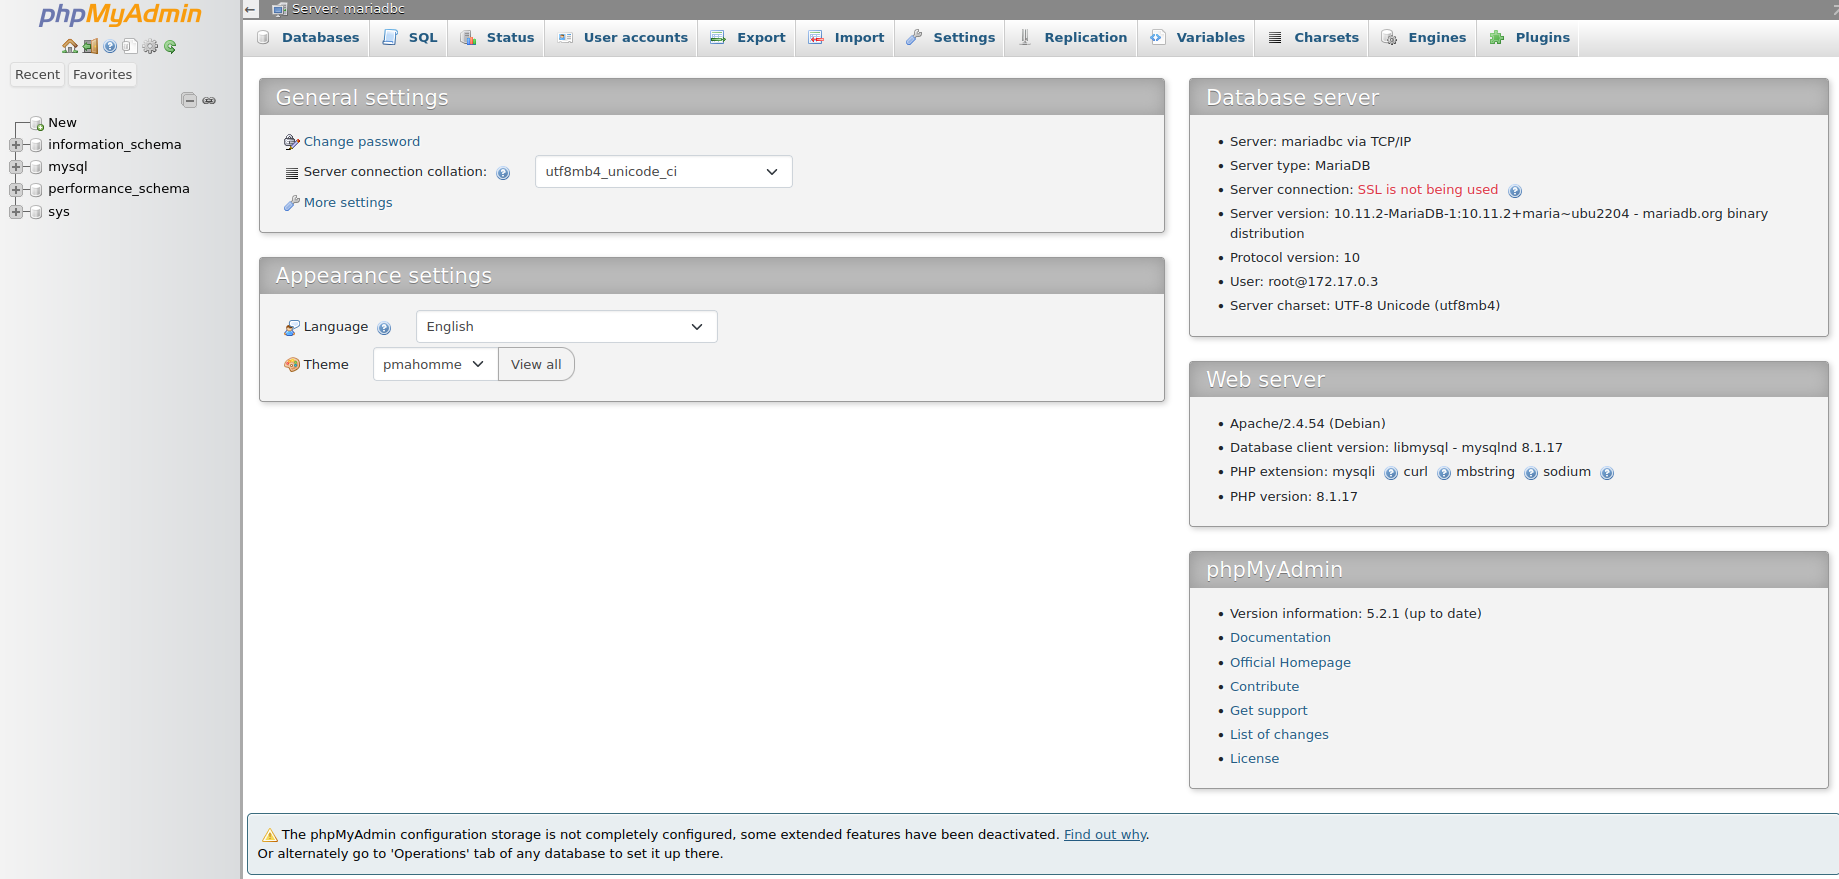 phpMyAdmin
Recent Favorites
New
information_schema
mysql
performance_schema
sys
Server: mariadbc
Databases SQL Status User accounts Export Import Settings Replication Variables Charsets Engines Plugins
General settings
Change password
Server connection collation: utf8mb4_unicode_ci
More settings
Appearance settings
Language English
Theme pmahomme View all
Database server
• Server: mariadbc via TCP/IP
• Server type: MariaDB
• Server connection: SSL is not being used
• Server version: 10.11.2-MariaDB-1:10.11.2+maria~ubu2204 - mariadb.org binary
distribution
• Protocol version: 10
• User: root@172.17.0.3
• Server charset: UTF-8 Unicode (utf8mb4)
Web server
• Apache/2.4.54 (Debian)
• Database client version: libmysql - mysqlnd 8.1.17
• PHP extension: mysqli curl mbstring sodium
• PHP version: 8.1.17
phpMyAdmin
• Version information: 5.2.1 (up to date)
• Documentation
• Official Homepage
• Contribute
• Get support
• List of changes
• License
The phpMyAdmin configuration storage is not completely configured, some extended features have been deactivated. Find out why.
Or alternately go to 'Operations' tab of any database to set it up there.